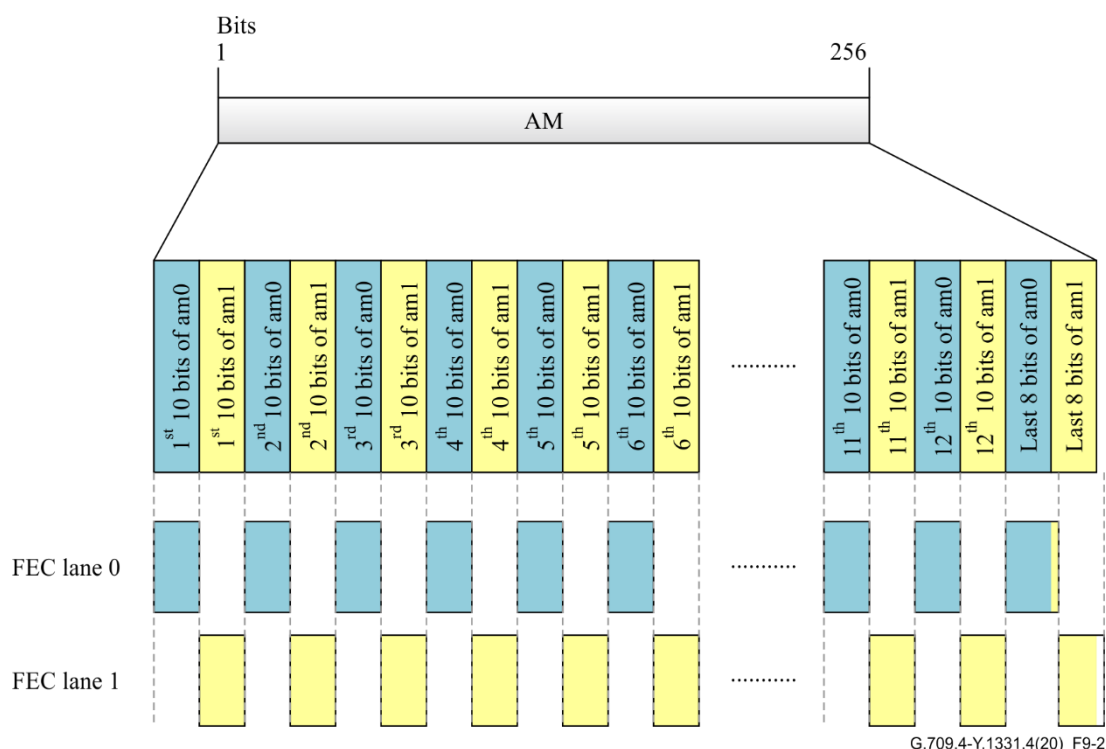 Bits
1 256
AM
1st 10 bits of am0
1st 10 bits of am1
2nd 10 bits of am0
2nd 10 bits of am1
3rd 10 bits of am0
3rd 10 bits of am1
4th 10 bits of am0
4th 10 bits of am1
5th 10 bits of am0
5th 10 bits of am1
6th 10 bits of am0
6th 10 bits of am1
...........
11th 10 bits of am0
11th 10 bits of am1
12th 10 bits of am0
12th 10 bits of am1
Last 8 bits of am0
Last 8 bits of am1
FEC lane 0 ...........
FEC lane 1 ...........
G.709.4-Y.1331.4(20)_F9-2